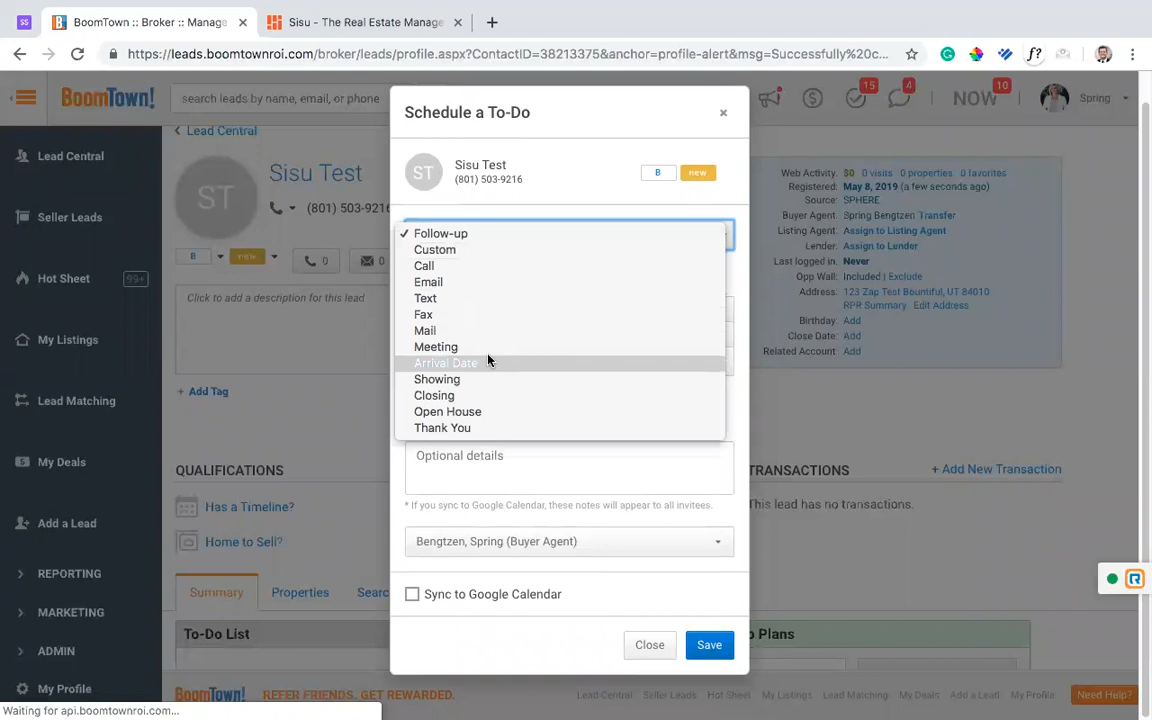 SS
BoomTown :: Broker :: Manage
Sisu - The Real Estate Manage
https://leads.boomtownroi.com/broker/leads/profile.aspx?ContactID=38213375&anchor=profile-alert&msg=Successfully%20c...
f?
BOOMTOWN!
search leads by name, email, or phone
15
4
NOW
10
Spring
Lead Central
Seller Leads
Hot Sheet
99+
My Listings
Lead Matching
My Deals
Add a Lead
REPORTING
MARKETING
ADMIN
My Profile
Lead Central
ST
Sisu Test
(801) 503-9216
B
new
0
0
Click to add a description for this lead
+ Add Tag
QUALIFICATIONS
Has a Timeline?
Home to Sell?
Summary
Properties
Searc
To-Do List
Schedule a To-Do
×
ST
Sisu Test
(801) 503-9216
B
new
✓ Follow-up
Custom
Call
Email
Text
Fax
Mail
Meeting
Arrival Date
Showing
Closing
Open House
Thank You
Optional details
* If you sync to Google Calendar, these notes will appear to all invitees.
Bengtzen, Spring (Buyer Agent)
Sync to Google Calendar
Close
Save
Web Activity: $0 0 visits 0 properties 0 favorites
Registered: May 8, 2019 (a few seconds ago)
Source: SPHERE
Buyer Agent: Spring Bengtzen Transfer
Listing Agent: Assign to Listing Agent
Lender: Assign to Lender
Last logged in: Never
Opp Wall: Included | Exclude
Address: 123 Zap Test Bountiful, UT 84010
RPR Summary Edit Address
Birthday: Add
Close Date: Add
Related Account: Add
TRANSACTIONS
+ Add New Transaction
This lead has no transactions.
o Plans
BOOMTOWN!
REFER FRIENDS. GET REWARDED.
Lead Central
Seller Leads
Hot Sheet
My Listings
Lead Matching
My Deals
Add a Lead
My Profile
Need Help?
Waiting for api.boomtownroi.com...